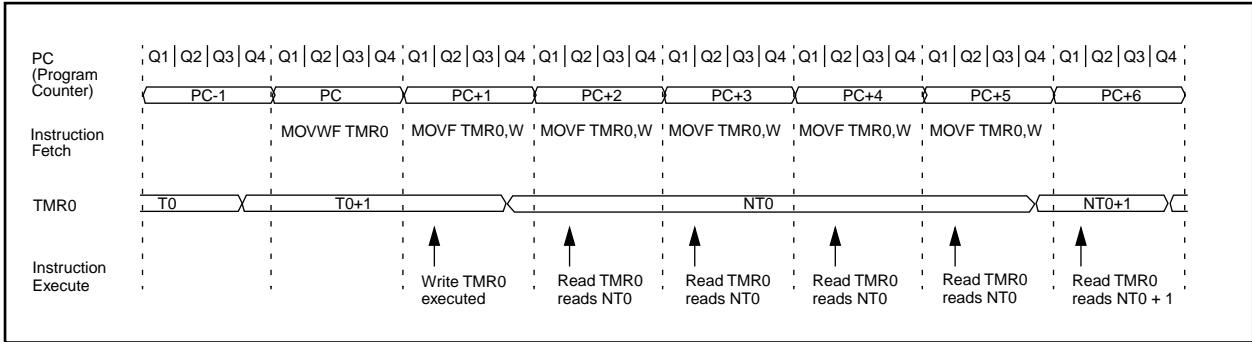 PC
(Program
Counter)
Q1 Q2 Q3 Q4 Q1 Q2 Q3 Q4 Q1 Q2 Q3 Q4 Q1 Q2 Q3 Q4 Q1 Q2 Q3 Q4 Q1 Q2 Q3 Q4 Q1 Q2 Q3 Q4 Q1 Q2 Q3 Q4
PC-1 PC PC+1 PC+2 PC+3 PC+4 PC+5 PC+6
Instruction
Fetch
MOVWF TMR0 MOVF TMR0,W MOVF TMR0,W MOVF TMR0,W MOVF TMR0,W MOVF TMR0,W
TMR0
T0 T0+1 NT0 NT0+1
Instruction
Execute
Write TMR0
executed
Read TMR0
reads NT0
Read TMR0
reads NT0
Read TMR0
reads NT0
Read TMR0
reads NT0
Read TMR0
reads NT0 + 1